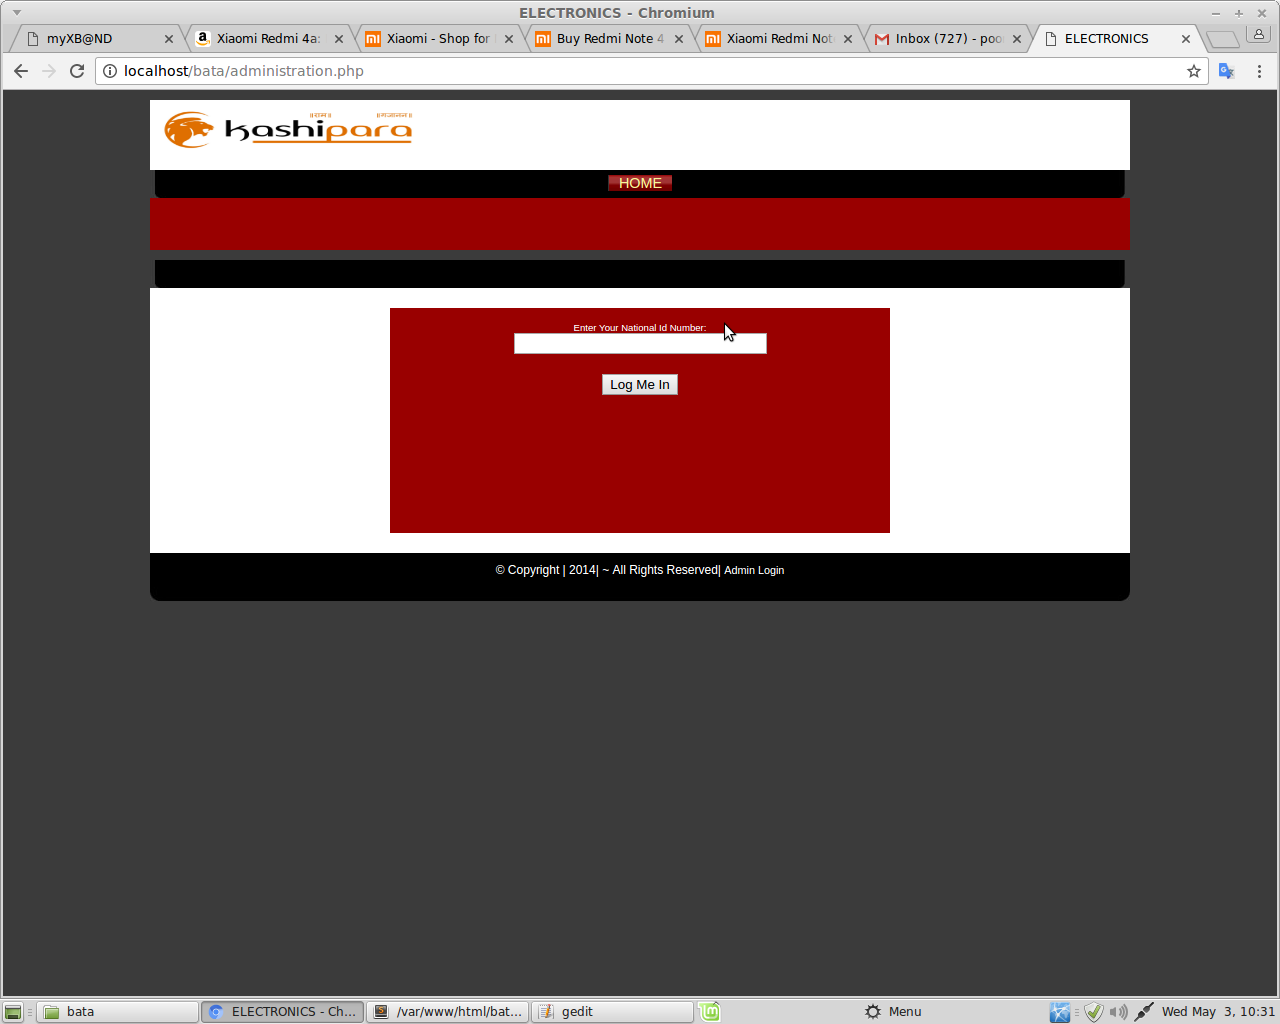 ELECTRONICS - Chromium
myXB@ND
Xiaomi Redmi 4a:
Xiaomi - Shop for
Buy Redmi Note 4
Xiaomi Redmi Not
Inbox (727) - poo
ELECTRONICS
localhost/bata/administration.php
kashipara
HOME
Enter Your National Id Number:
Log Me In
© Copyright | 2014| ~ All Rights Reserved| Admin Login
bata
ELECTRONICS - Ch...
/var/www/html/bat...
gedit
Menu
Wed May 3, 10:31